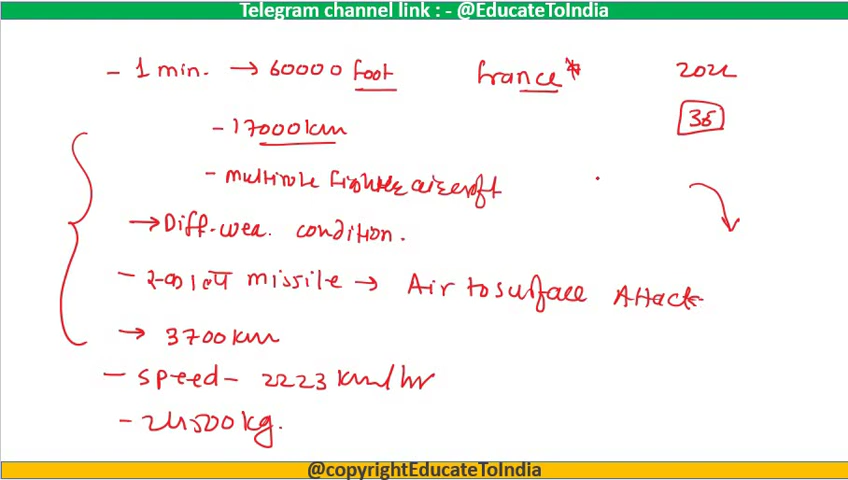 Telegram channel link : - @EducateToIndia
- 1 min. → 60000 foot france* 2022
36
- 17000km
- multirole fighter aircraft
→ Diff. wea. condition.
- स्काल्प missile → Air to surface Attack
→ 3700 km
- speed - 2223 km/hr
- 24500 kg.
@copyrightEducateToIndia